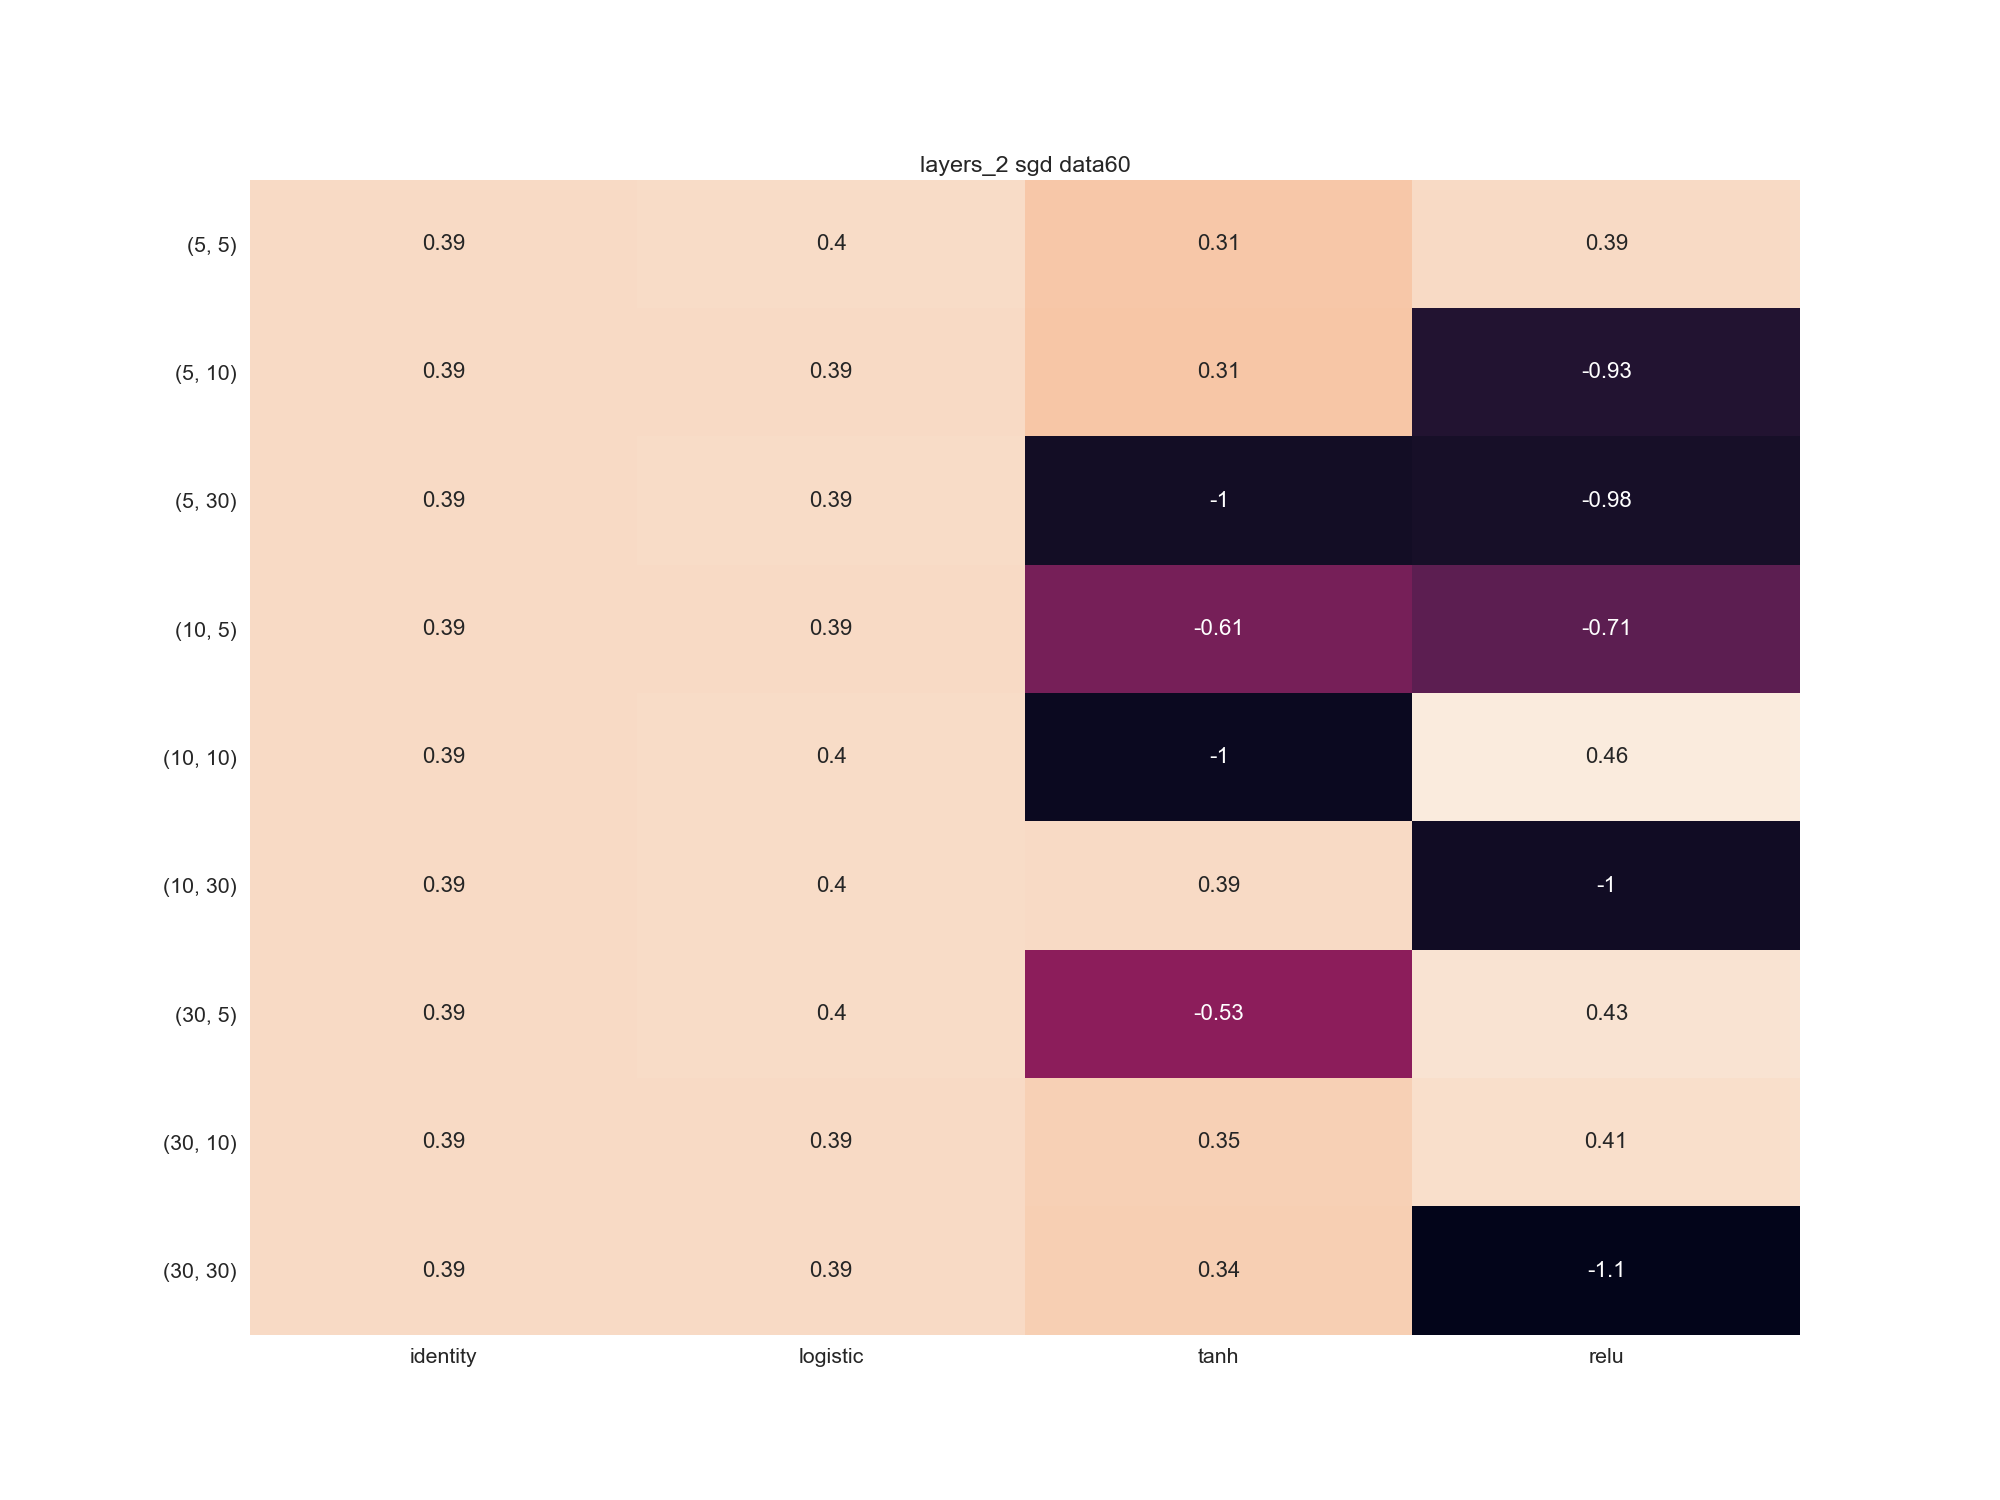 layers_2 sgd data60
(5, 5) 0.39 0.4 0.31 0.39
(5, 10) 0.39 0.39 0.31 -0.93
(5, 30) 0.39 0.39 -1 -0.98
(10, 5) 0.39 0.39 -0.61 -0.71
(10, 10) 0.39 0.4 -1 0.46
(10, 30) 0.39 0.4 0.39 -1
(30, 5) 0.39 0.4 -0.53 0.43
(30, 10) 0.39 0.39 0.35 0.41
(30, 30) 0.39 0.39 0.34 -1.1
identity logistic tanh relu